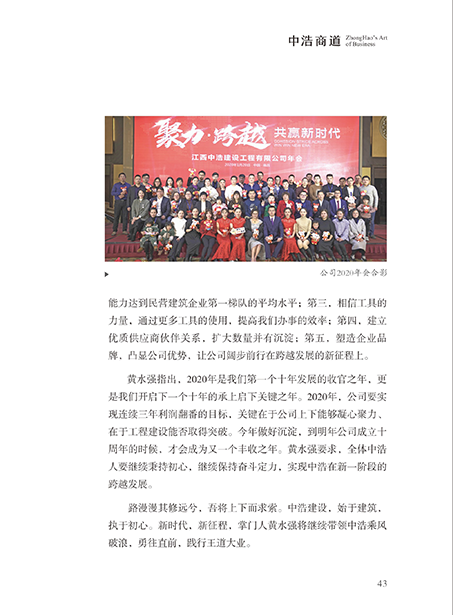 中浩商道
ZhongHao's Art
of Business
聚力·跨越
共赢新时代
江西中浩建设工程有限公司年会
公司2020年会合影
能力达到民营建筑企业第一梯队的平均水平；第三，相信工具的
力量，通过更多工具的使用，提高我们办事的效率；第四，建立
优质供应商伙伴关系，扩大数量并有沉淀；第五，塑造企业品
牌，凸显公司优势，让公司阔步前行在跨越发展的新征程上。
黄水强指出，2020年是我们第一个十年发展的收官之年，更
是我们开启下一个十年的承上启下关键之年。2020年，公司要实
现连续三年利润翻番的目标，关键在于公司上下能够凝心聚力、
在于工程建设能否取得突破。今年做好沉淀，到明年公司成立十
周年的时候，才会成为又一个丰收之年。黄水强要求，全体中浩
人要继续秉持初心，继续保持奋斗定力，实现中浩在新一阶段的
跨越发展。
路漫漫其修远兮，吾将上下而求索。中浩建设，始于建筑，
执于初心。新时代，新征程，掌门人黄水强将继续带领中浩乘风
破浪，勇往直前，践行王道大业。
43